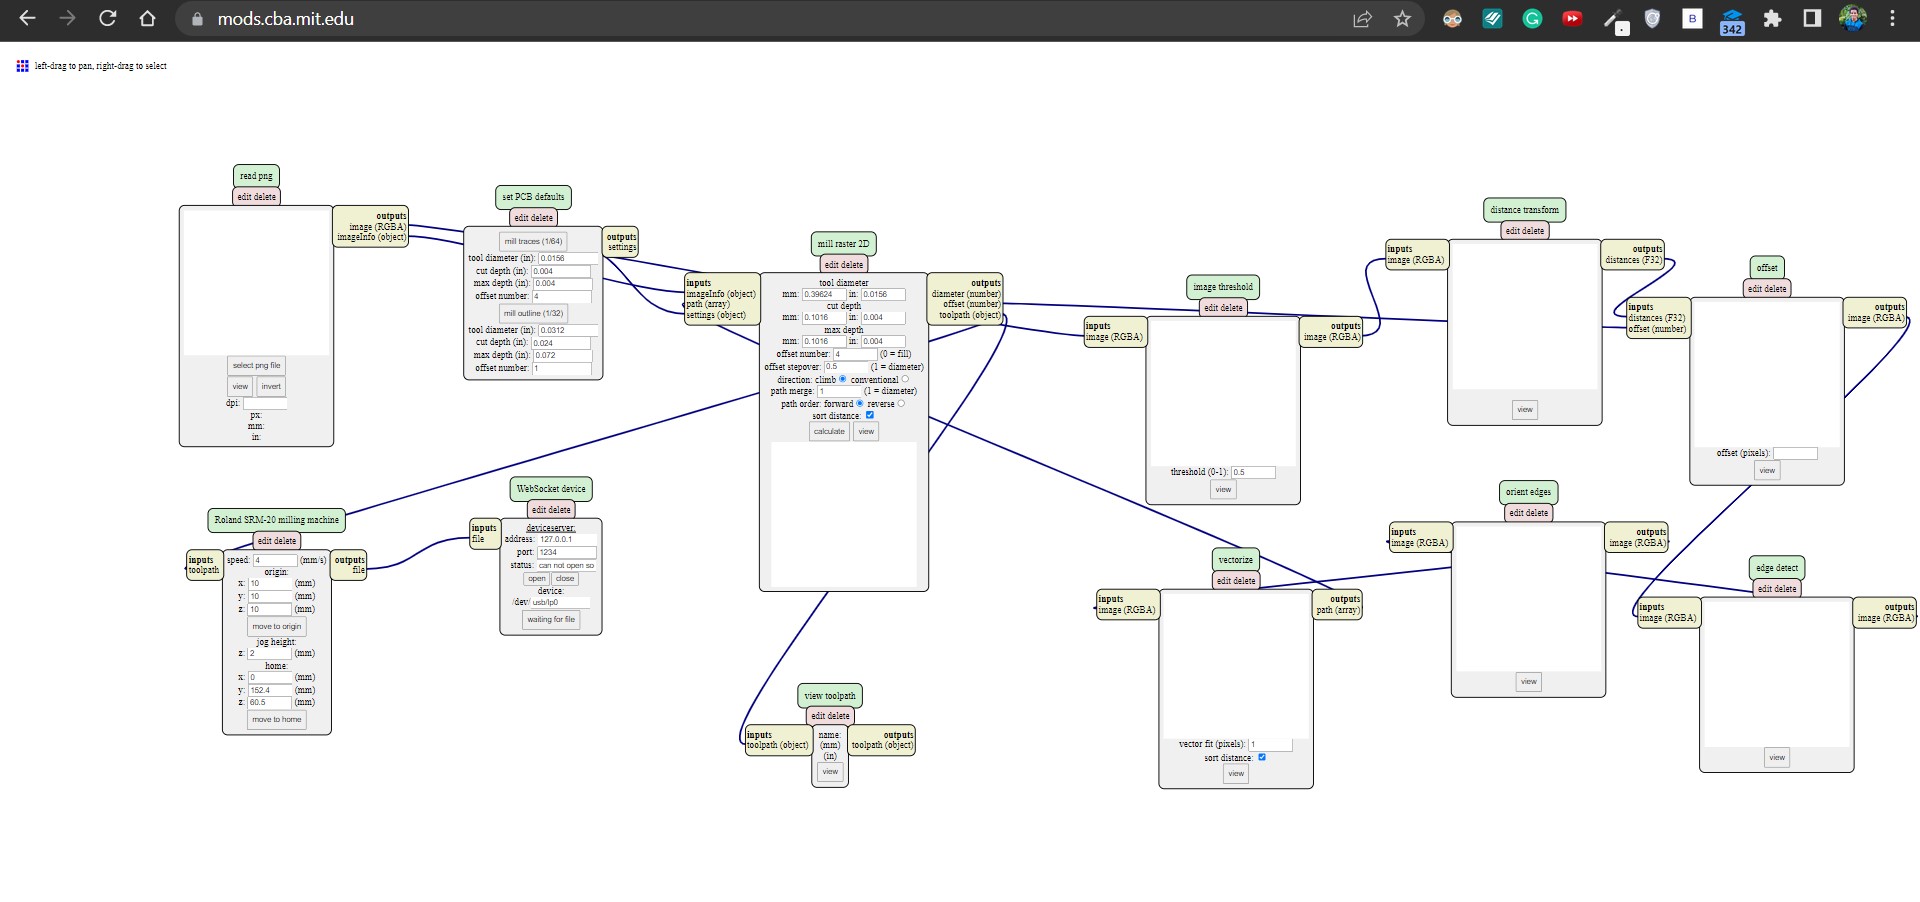 mods.cba.mit.edu
B
342
left-drag to pan, right-drag to select
read png
edit delete
outputs
image (RGBA)
imageInfo (object)
select png file
view invert
dpi:
px:
mm:
in:
set PCB defaults
edit delete
outputs
settings
mill traces (1/64)
tool diameter (in): 0.0156
cut depth (in): 0.004
max depth (in): 0.004
offset number: 4
mill outline (1/32)
tool diameter (in): 0.0312
cut depth (in): 0.024
max depth (in): 0.072
offset number: 1
mill raster 2D
edit delete
inputs
imageInfo (object)
path (array)
settings (object)
tool diameter
mm: 0.39624 in: 0.0156
cut depth
mm: 0.1016 in: 0.004
max depth
mm: 0.1016 in: 0.004
offset number: 4 (0 = fill)
offset stepover: 0.5 (1 = diameter)
direction: climb conventional
path merge: 1 (1 = diameter)
path order: forward reverse
sort distance:
calculate view
outputs
diameter (number)
offset (number)
toolpath (object)
image threshold
edit delete
inputs
image (RGBA)
outputs
image (RGBA)
threshold (0-1): 0.5
view
distance transform
edit delete
inputs
image (RGBA)
outputs
distances (F32)
view
offset
edit delete
inputs
distances (F32)
offset (number)
outputs
image (RGBA)
offset (pixels):
view
Roland SRM-20 milling machine
edit delete
inputs
toolpath
outputs
file
speed: 4 (mm/s)
origin:
x: 10 (mm)
y: 10 (mm)
z: 10 (mm)
move to origin
jog height:
z: 2 (mm)
home:
x: 0 (mm)
y: 152.4 (mm)
z: 60.5 (mm)
move to home
WebSocket device
edit delete
inputs
file
deviceserver:
address: 127.0.0.1
port: 1234
status: can not open so
open close
device:
/dev/ usb/lp0
waiting for file
view toolpath
edit delete
inputs
toolpath (object)
name:
(mm)
(in)
view
outputs
toolpath (object)
vectorize
edit delete
inputs
image (RGBA)
outputs
path (array)
vector fit (pixels): 1
sort distance:
view
orient edges
edit delete
inputs
image (RGBA)
outputs
image (RGBA)
view
edge detect
edit delete
inputs
image (RGBA)
outputs
image (RGBA)
view